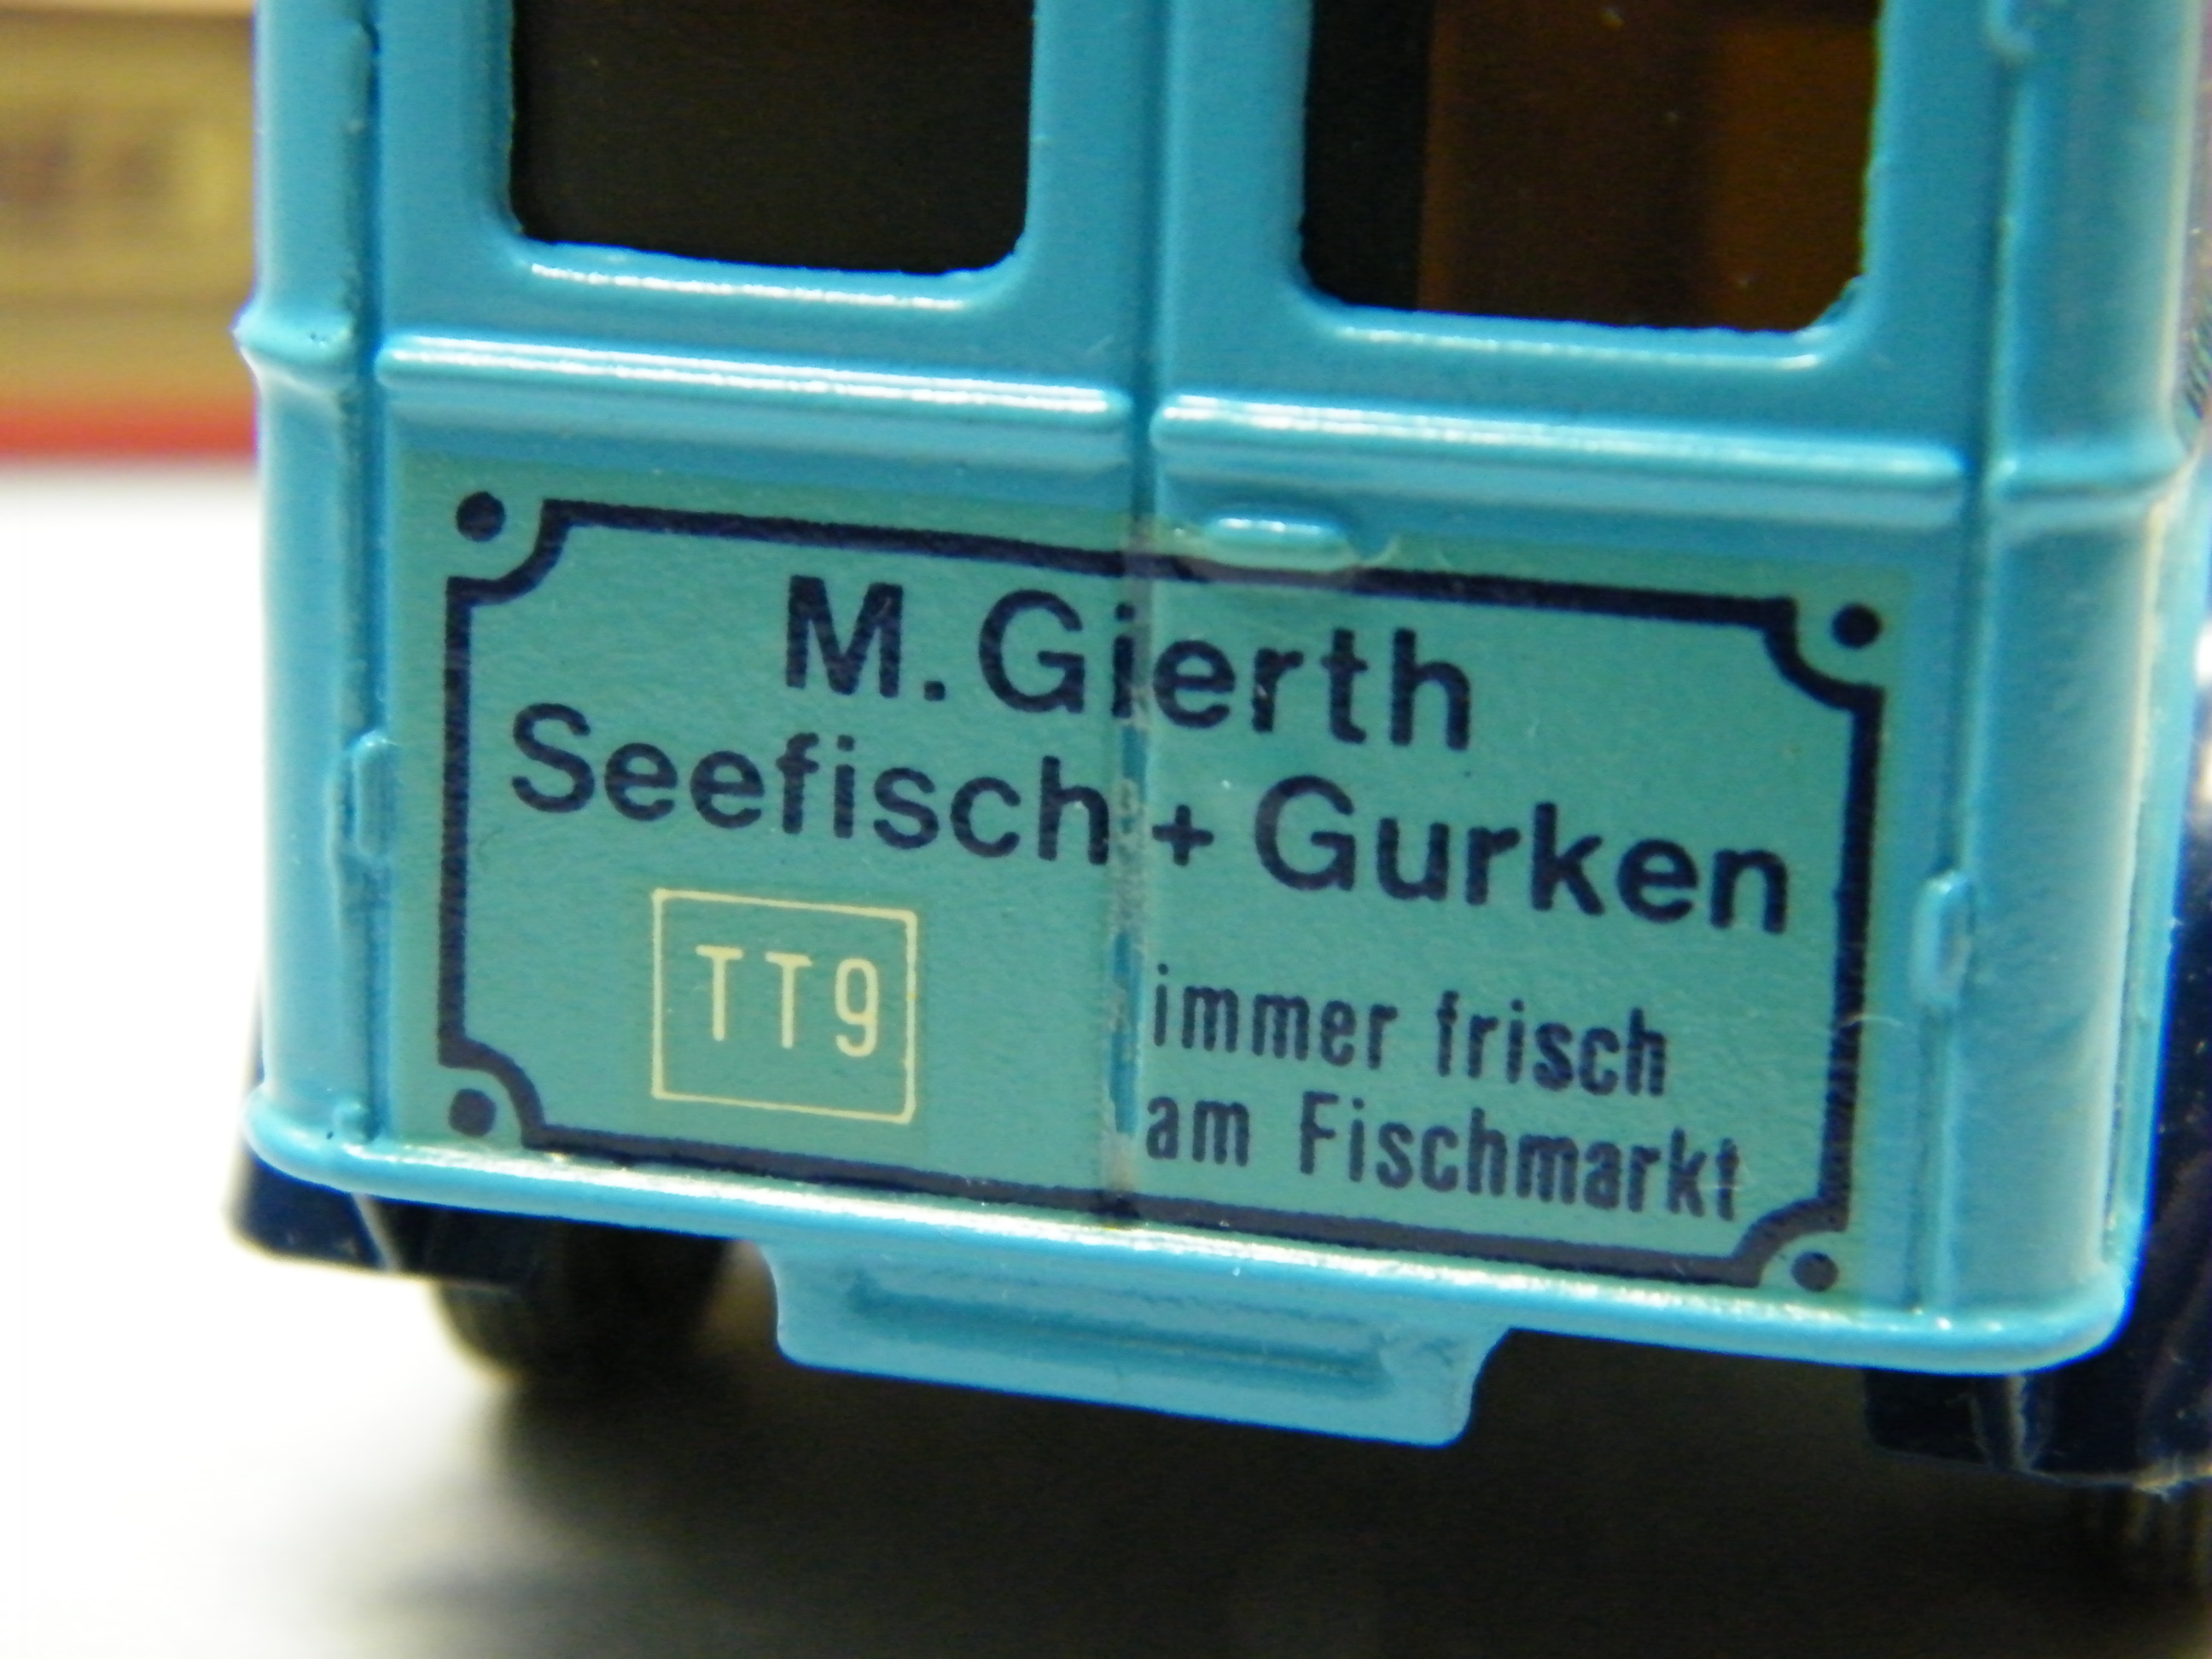 M. Gierth
Seefisch + Gurken
TT9
immer frisch
am Fischmarkt